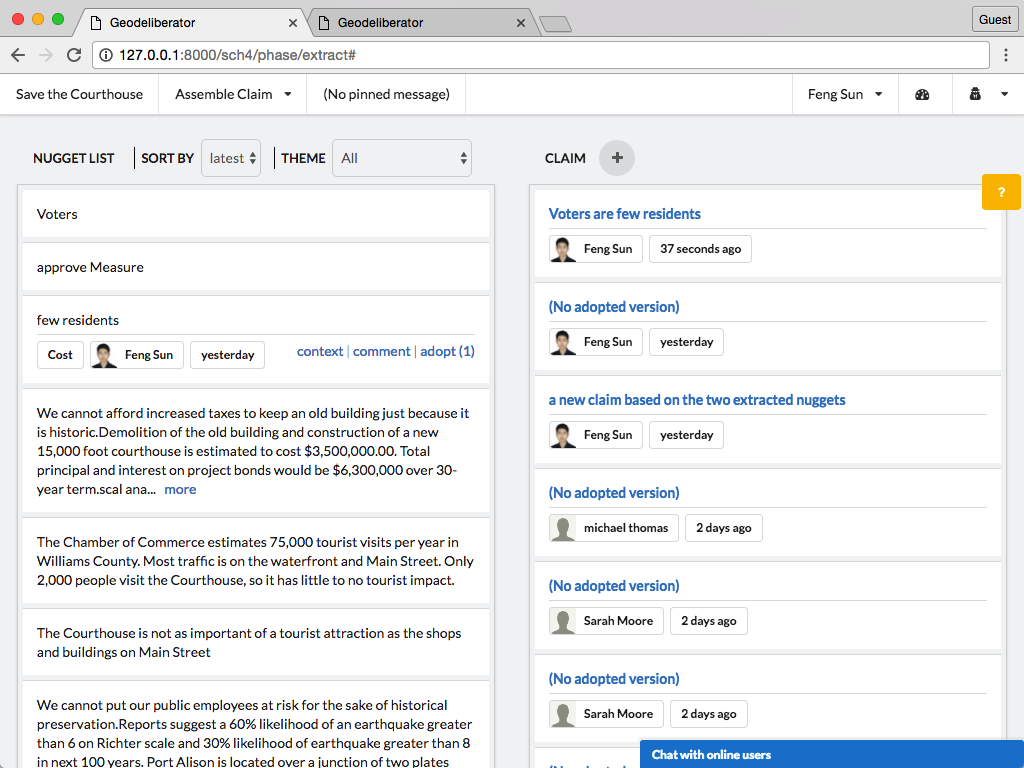 Geodeliberator
Geodeliberator
Guest
127.0.0.1:8000/sch4/phase/extract#
Save the Courthouse
Assemble Claim
(No pinned message)
Feng Sun
NUGGET LIST
SORT BY
latest
THEME
All
CLAIM
+
?
Voters
approve Measure
few residents
Cost
Feng Sun
yesterday
context | comment | adopt (1)
We cannot afford increased taxes to keep an old building just because it
is historic.Demolition of the old building and construction of a new
15,000 foot courthouse is estimated to cost $3,500,000.00. Total
principal and interest on project bonds would be $6,300,000 over 30-
year term.scal ana... more
The Chamber of Commerce estimates 75,000 tourist visits per year in
Williams County. Most traffic is on the waterfront and Main Street. Only
2,000 people visit the Courthouse, so it has little to no tourist impact.
The Courthouse is not as important of a tourist attraction as the shops
and buildings on Main Street
We cannot put our public employees at risk for the sake of historical
preservation.Reports suggest a 60% likelihood of an earthquake greater
than 6 on Richter scale and 30% likelihood of earthquake greater than 8
in next 100 years. Port Alison is located over a junction of two plates
Voters are few residents
Feng Sun
37 seconds ago
(No adopted version)
Feng Sun
yesterday
a new claim based on the two extracted nuggets
Feng Sun
yesterday
(No adopted version)
michael thomas
2 days ago
(No adopted version)
Sarah Moore
2 days ago
(No adopted version)
Sarah Moore
2 days ago
Chat with online users